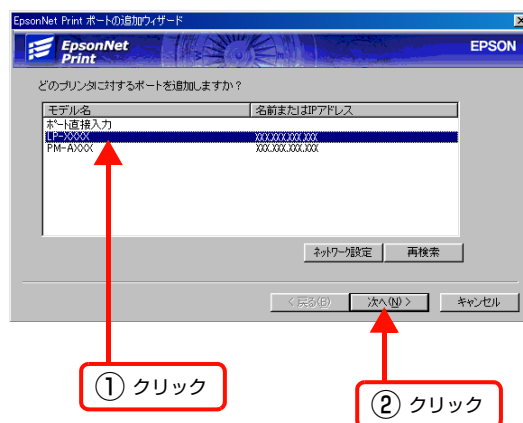 EpsonNet Print ポートの追加ウィザード
EpsonNet
Print
EPSON
どのプリンタに対するポートを追加しますか？
モデル名 名前またはIPアドレス
ポート直接入力
LP-XXXX XXX.XXX.XXX.XXX
PM-AXXX XXX.XXX.XXX.XXX
ネットワーク設定 再検索
< 戻る(B) 次へ(N) > キャンセル
① クリック
② クリック